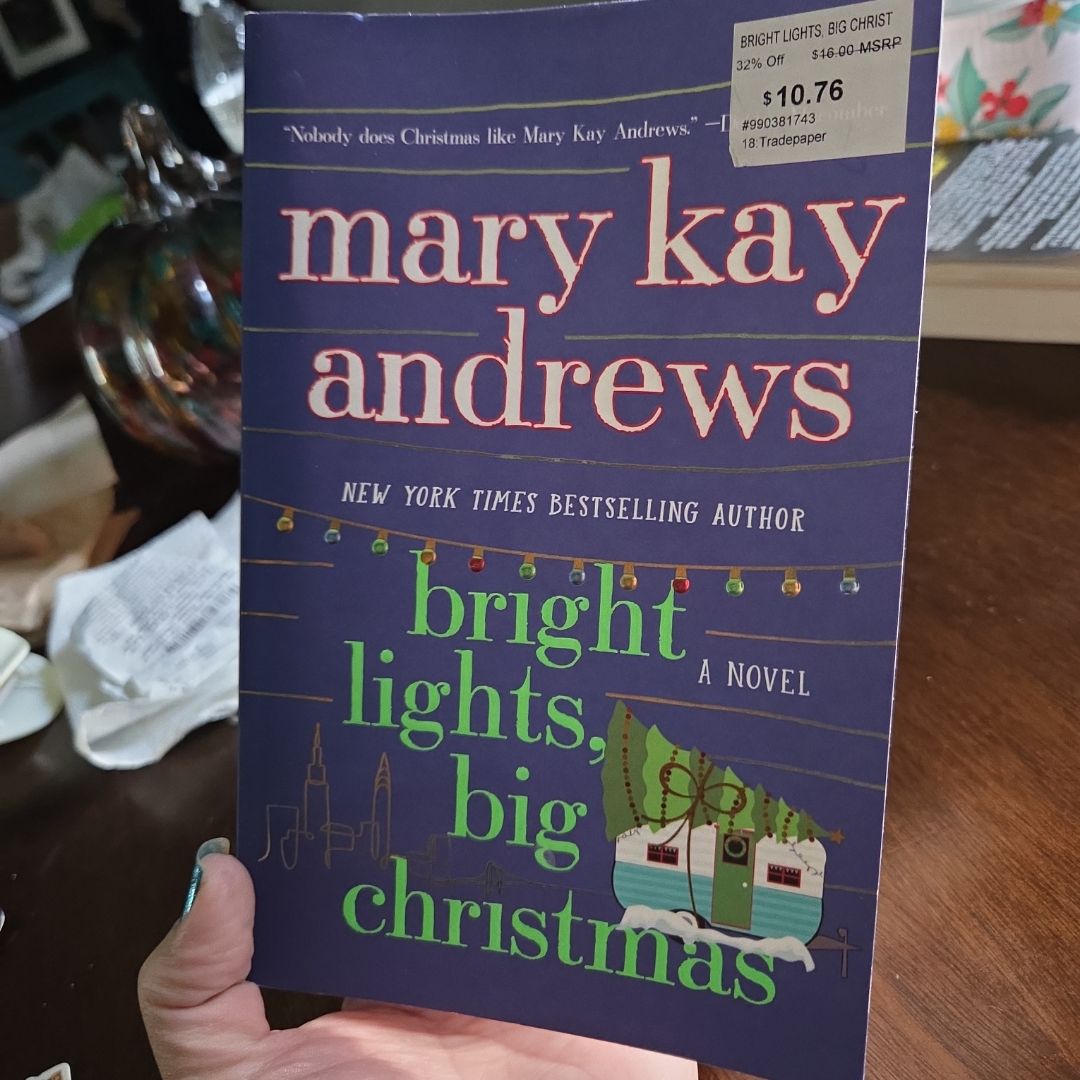 BRIGHT LIGHTS, BIG CHRIST
32% Off $16.00 MSRP
$10.76
#990381743
18:Tradepaper
"Nobody does Christmas like Mary Kay Andrews." —
mary kay
andrews
NEW YORK TIMES BESTSELLING AUTHOR
bright
lights,
A NOVEL
big
christmas